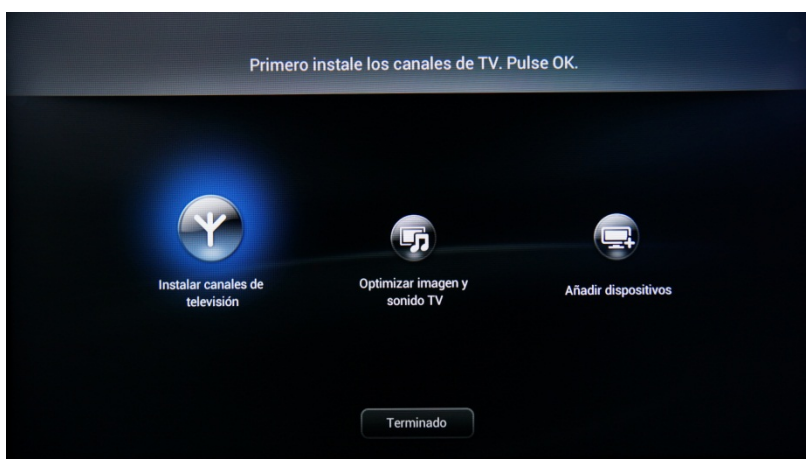 Primero instale los canales de TV. Pulse OK.
Instalar canales de
televisión
Optimizar imagen y
sonido TV
Añadir dispositivos
Terminado